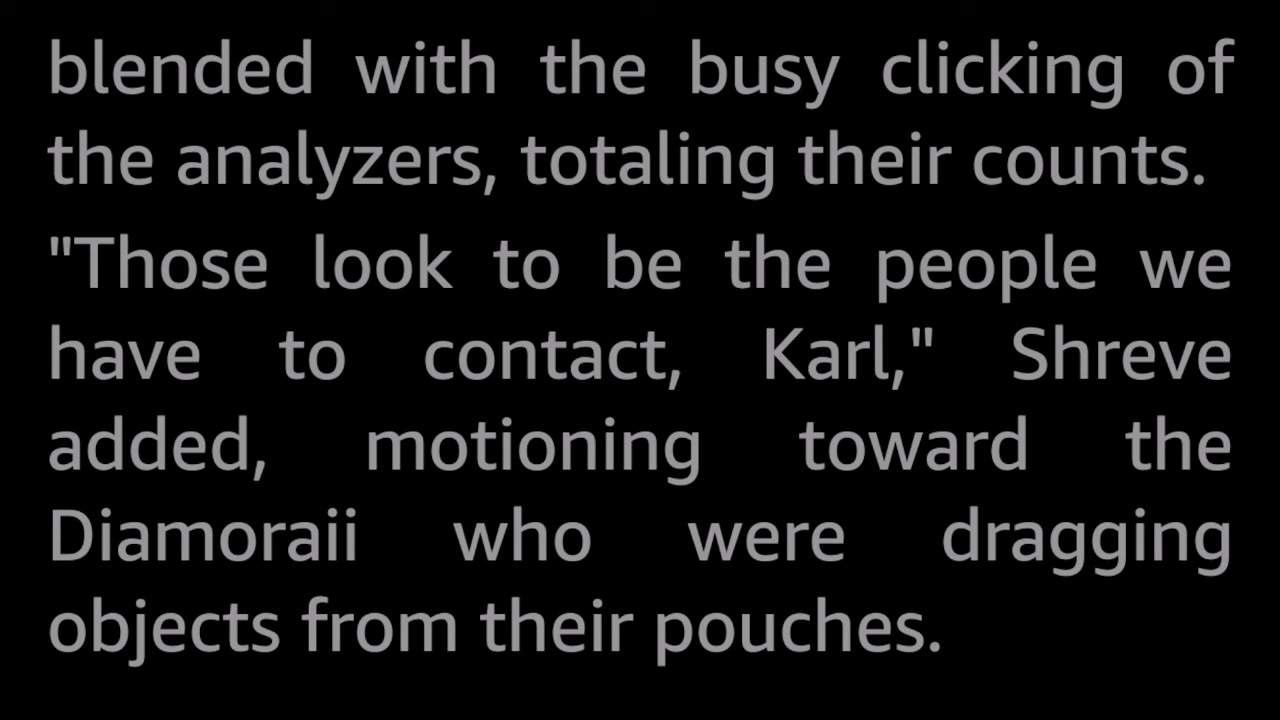 blended with the busy clicking of
the analyzers, totaling their counts.
"Those look to be the people we
have to contact, Karl," Shreve
added, motioning toward the
Diamoraii who were dragging
objects from their pouches.